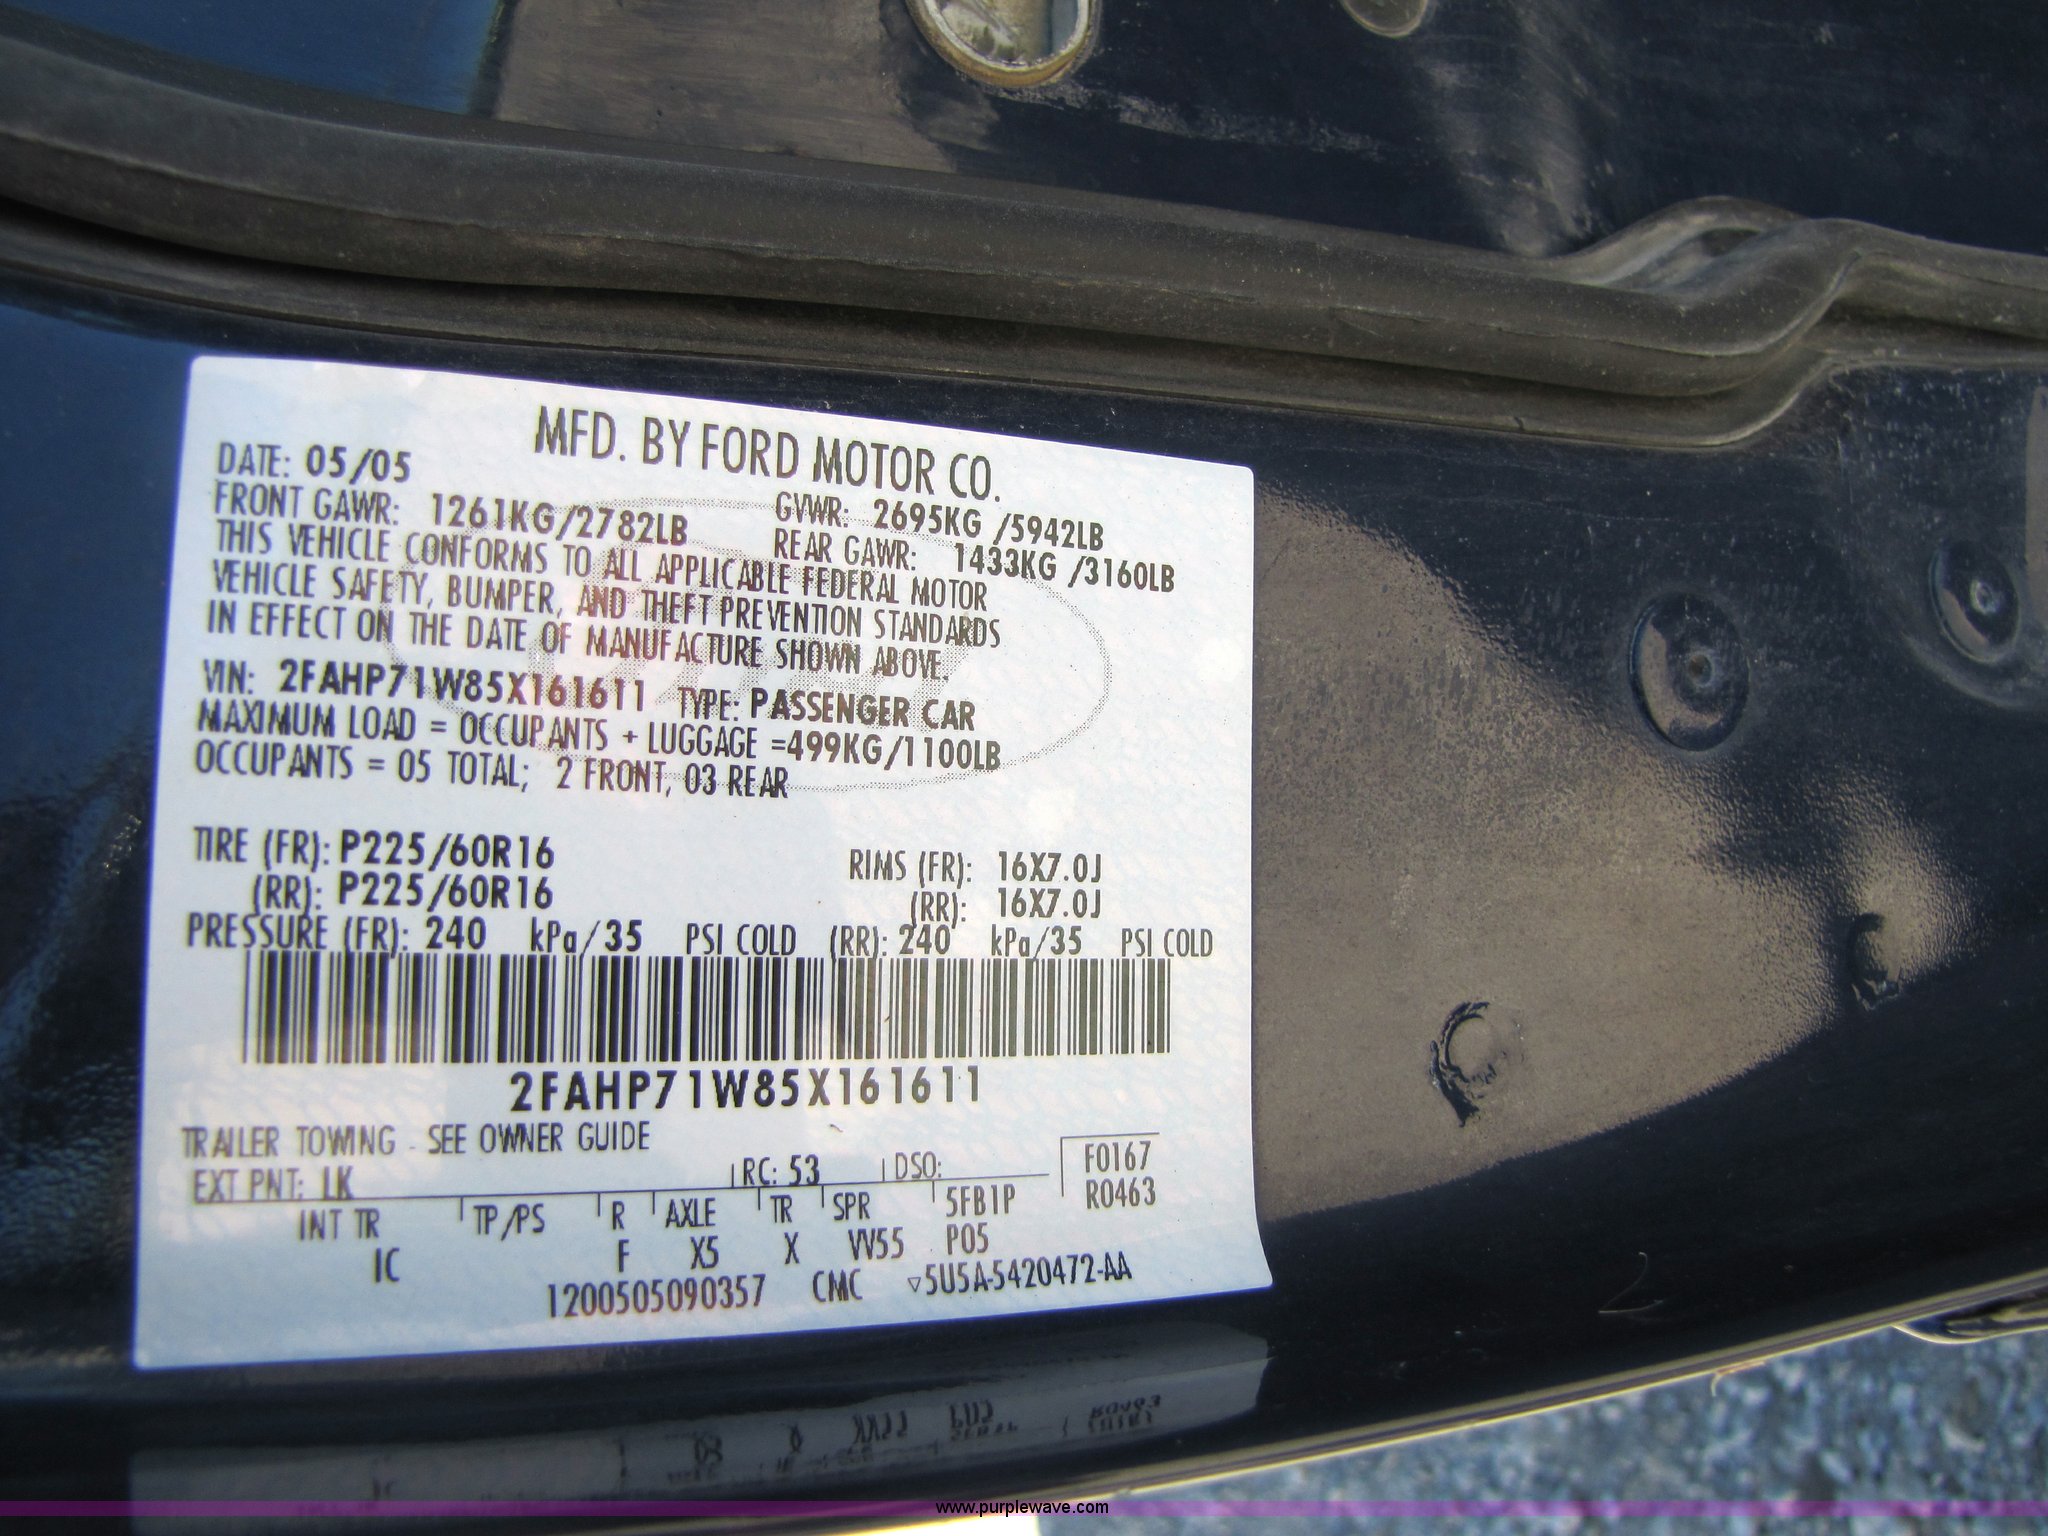 MFD. BY FORD MOTOR CO.
DATE: 05/05
GVWR: 2695KG /5942LB
FRONT GAWR: 1261KG/2782LB
REAR GAWR: 1433KG /3160LB
THIS VEHICLE CONFORMS TO ALL APPLICABLE FEDERAL MOTOR
VEHICLE SAFETY, BUMPER, AND THEFT PREVENTION STANDARDS
IN EFFECT ON THE DATE OF MANUFACTURE SHOWN ABOVE.
VIN: 2FAHP71W85X161611 TYPE: PASSENGER CAR
MAXIMUM LOAD = OCCUPANTS + LUGGAGE =499KG/1100LB
OCCUPANTS = 05 TOTAL; 2 FRONT, 03 REAR
TIRE (FR): P225/60R16 RIMS (FR): 16X7.0J
(RR): P225/60R16 (RR): 16X7.0J
PRESSURE (FR): 240 kPa/35 PSI COLD (RR): 240 kPa/35 PSI COLD
2FAHP71W85X161611
TRAILER TOWING - SEE OWNER GUIDE
EXT PNT: LK RC: 53 DSO: F0167
R0463
INT TR TP/PS R AXLE TR SPR 5FB1P
IC F X5 X VV55 P05
1200505090357 CMC ▿5U5A-5420472-AA
www.purplewave.com